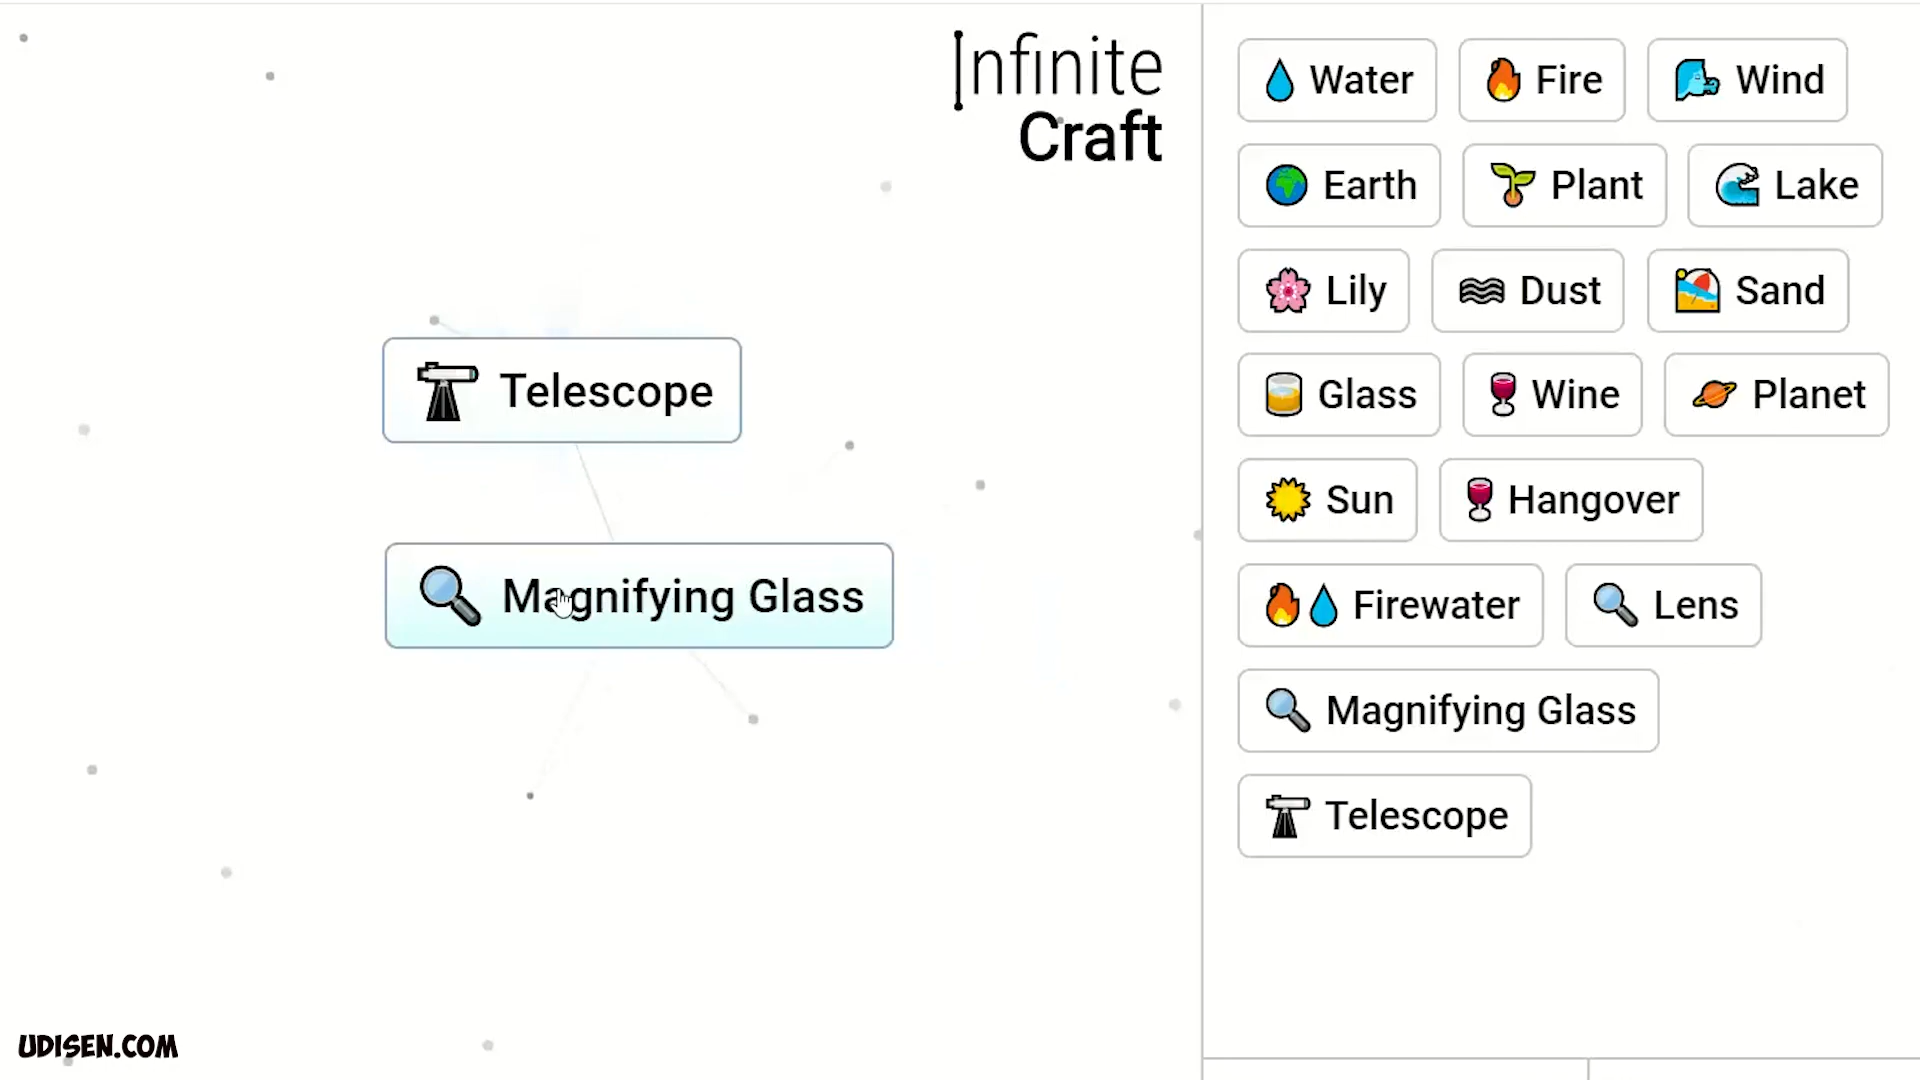 Infinite
Craft
Telescope
Magnifying Glass
Water
Fire
Wind
Earth
Plant
Lake
Lily
Dust
Sand
Glass
Wine
Planet
Sun
Hangover
Firewater
Lens
Magnifying Glass
Telescope
UDISEN.COM